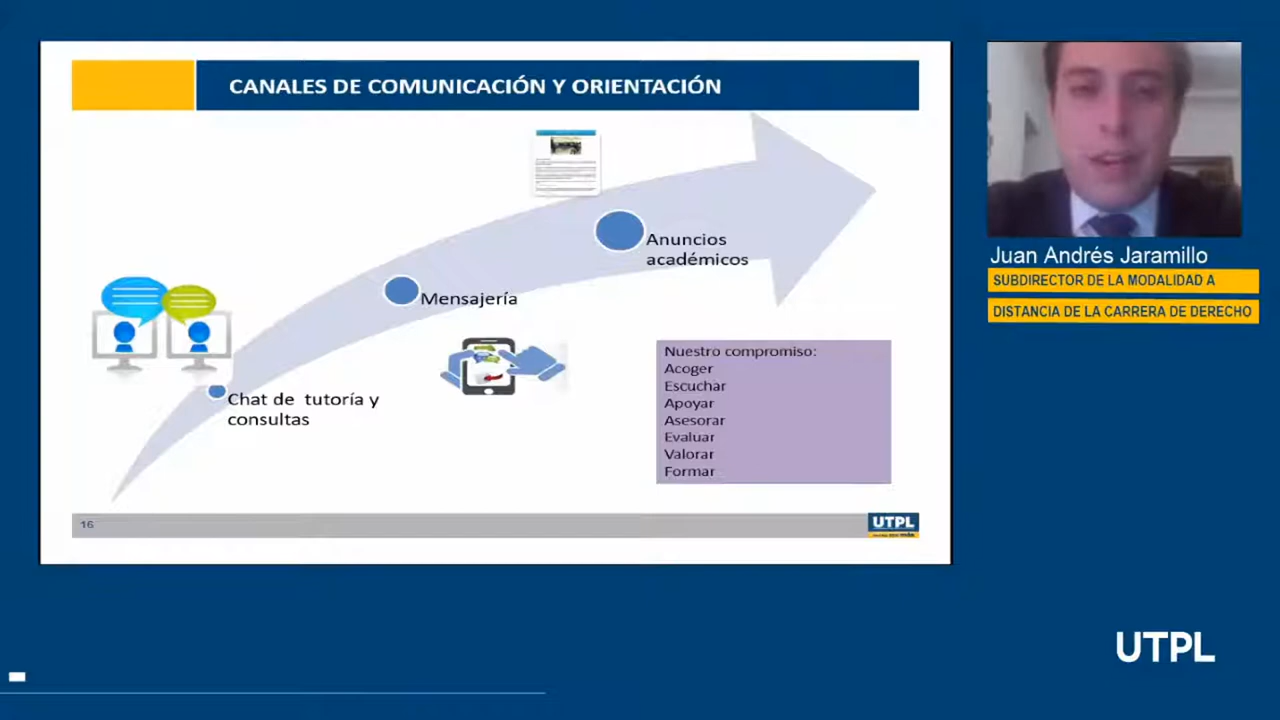 CANALES DE COMUNICACIÓN Y ORIENTACIÓN
Anuncios
académicos
Mensajería
Chat de tutoría y
consultas
Nuestro compromiso:
Acoger
Escuchar
Apoyar
Asesorar
Evaluar
Valorar
Formar
16
UTPL
Juan Andrés Jaramillo
SUBDIRECTOR DE LA MODALIDAD A
DISTANCIA DE LA CARRERA DE DERECHO
UTPL